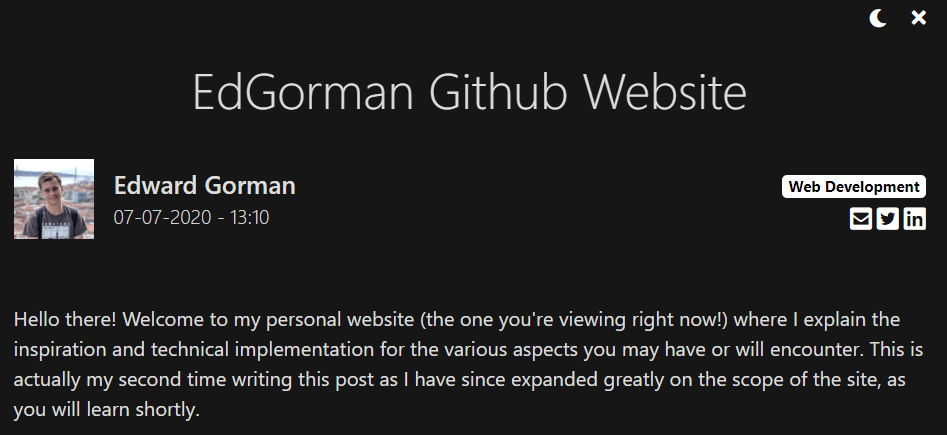 EdGorman Github Website
Edward Gorman
Web Development
07-07-2020 - 13:10
Hello there! Welcome to my personal website (the one you're viewing right now!) where I explain the
inspiration and technical implementation for the various aspects you may have or will encounter. This is
actually my second time writing this post as I have since expanded greatly on the scope of the site, as
you will learn shortly.